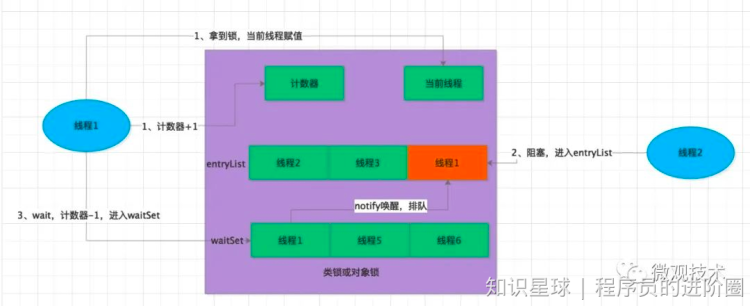 1、拿到锁，当前线程赋值
计数器
当前线程
线程1
1、计数器+1
entryList
线程2
线程3
线程1
2、阻塞，进入entryList
线程2
notify唤醒，排队
3、wait，计数器-1，进入waitSet
waitSet
线程1
线程5
线程6
类锁或对象锁
微观技术
知识星球 | 程序员的进阶圈